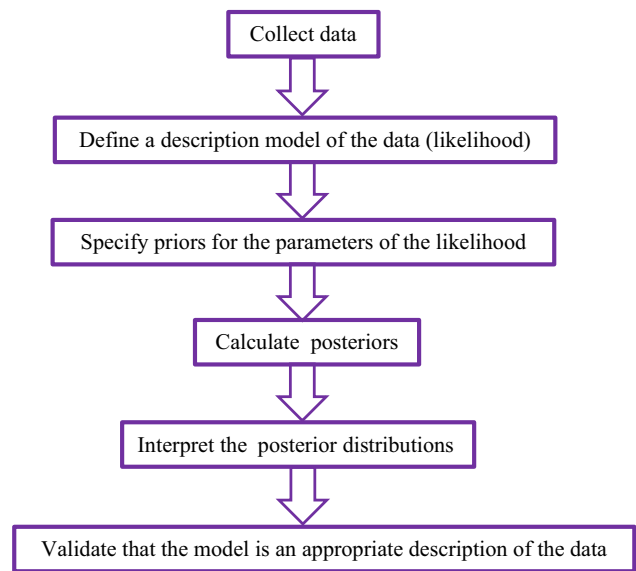 Collect data
Define a description model of the data (likelihood)
Specify priors for the parameters of the likelihood
Calculate posteriors
Interpret the posterior distributions
Validate that the model is an appropriate description of the data